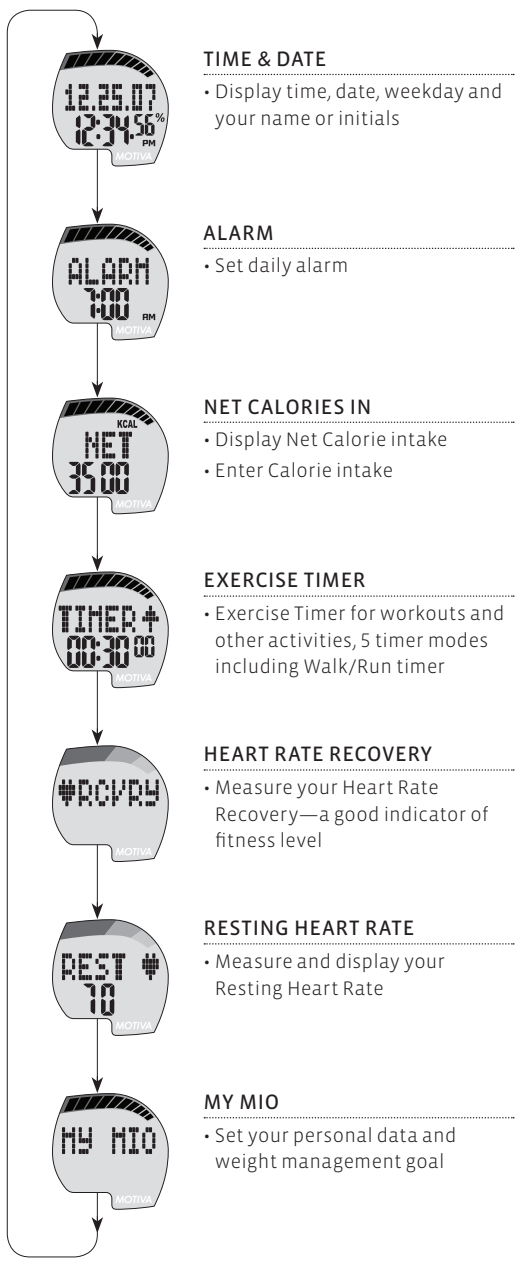 TIME & DATE
12.25.07
12:34.56%
PM
MOTIVA
• Display time, date, weekday and
your name or initials
ALARM
ALARM
7:00
AM
MOTIVA
• Set daily alarm
NET CALORIES IN
KCAL
NET
3500
MOTIVA
• Display Net Calorie intake
• Enter Calorie intake
EXERCISE TIMER
TIMER
00:30 00
MOTIVA
• Exercise Timer for workouts and
other activities, 5 timer modes
including Walk/Run timer
HEART RATE RECOVERY
RCVRY
MOTIVA
• Measure your Heart Rate
Recovery—a good indicator of
fitness level
RESTING HEART RATE
REST
70
MOTIVA
• Measure and display your
Resting Heart Rate
MY MIO
MY MIO
MOTIVA
• Set your personal data and
weight management goal